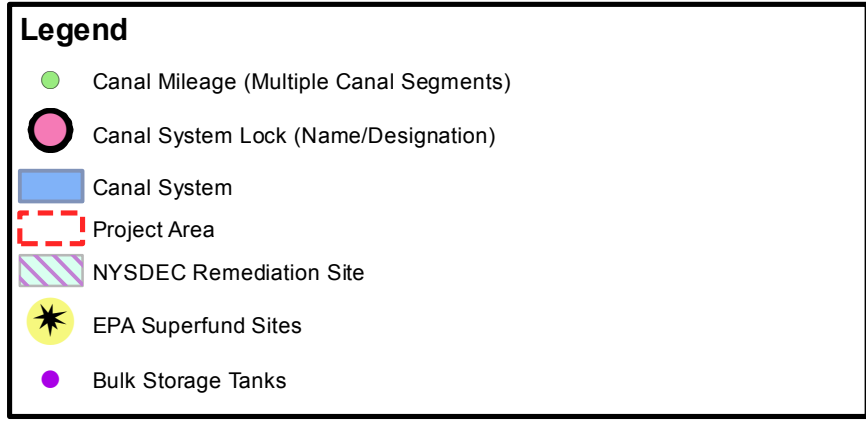 Legend
Canal Mileage (Multiple Canal Segments)
Canal System Lock (Name/Designation)
Canal System
Project Area
NYSDEC Remediation Site
EPA Superfund Sites
Bulk Storage Tanks